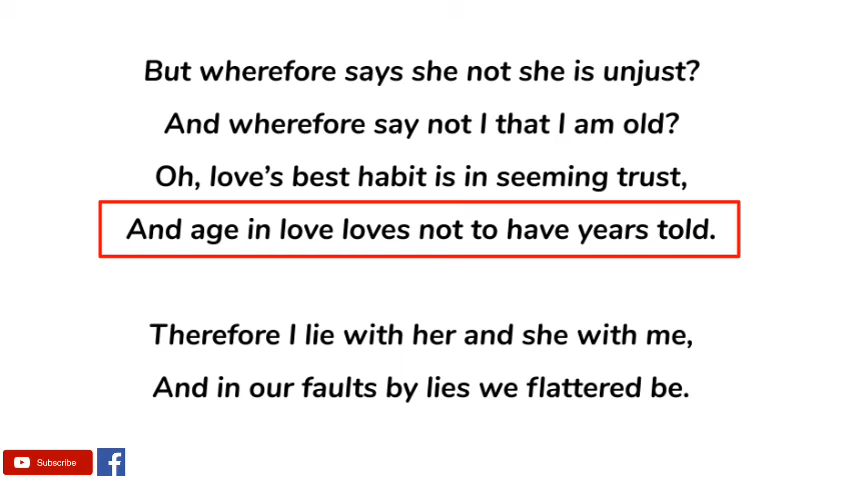 But wherefore says she not she is unjust?
And wherefore say not I that I am old?
Oh, love's best habit is in seeming trust,
And age in love loves not to have years told.
Therefore I lie with her and she with me,
And in our faults by lies we flattered be.
Subscribe